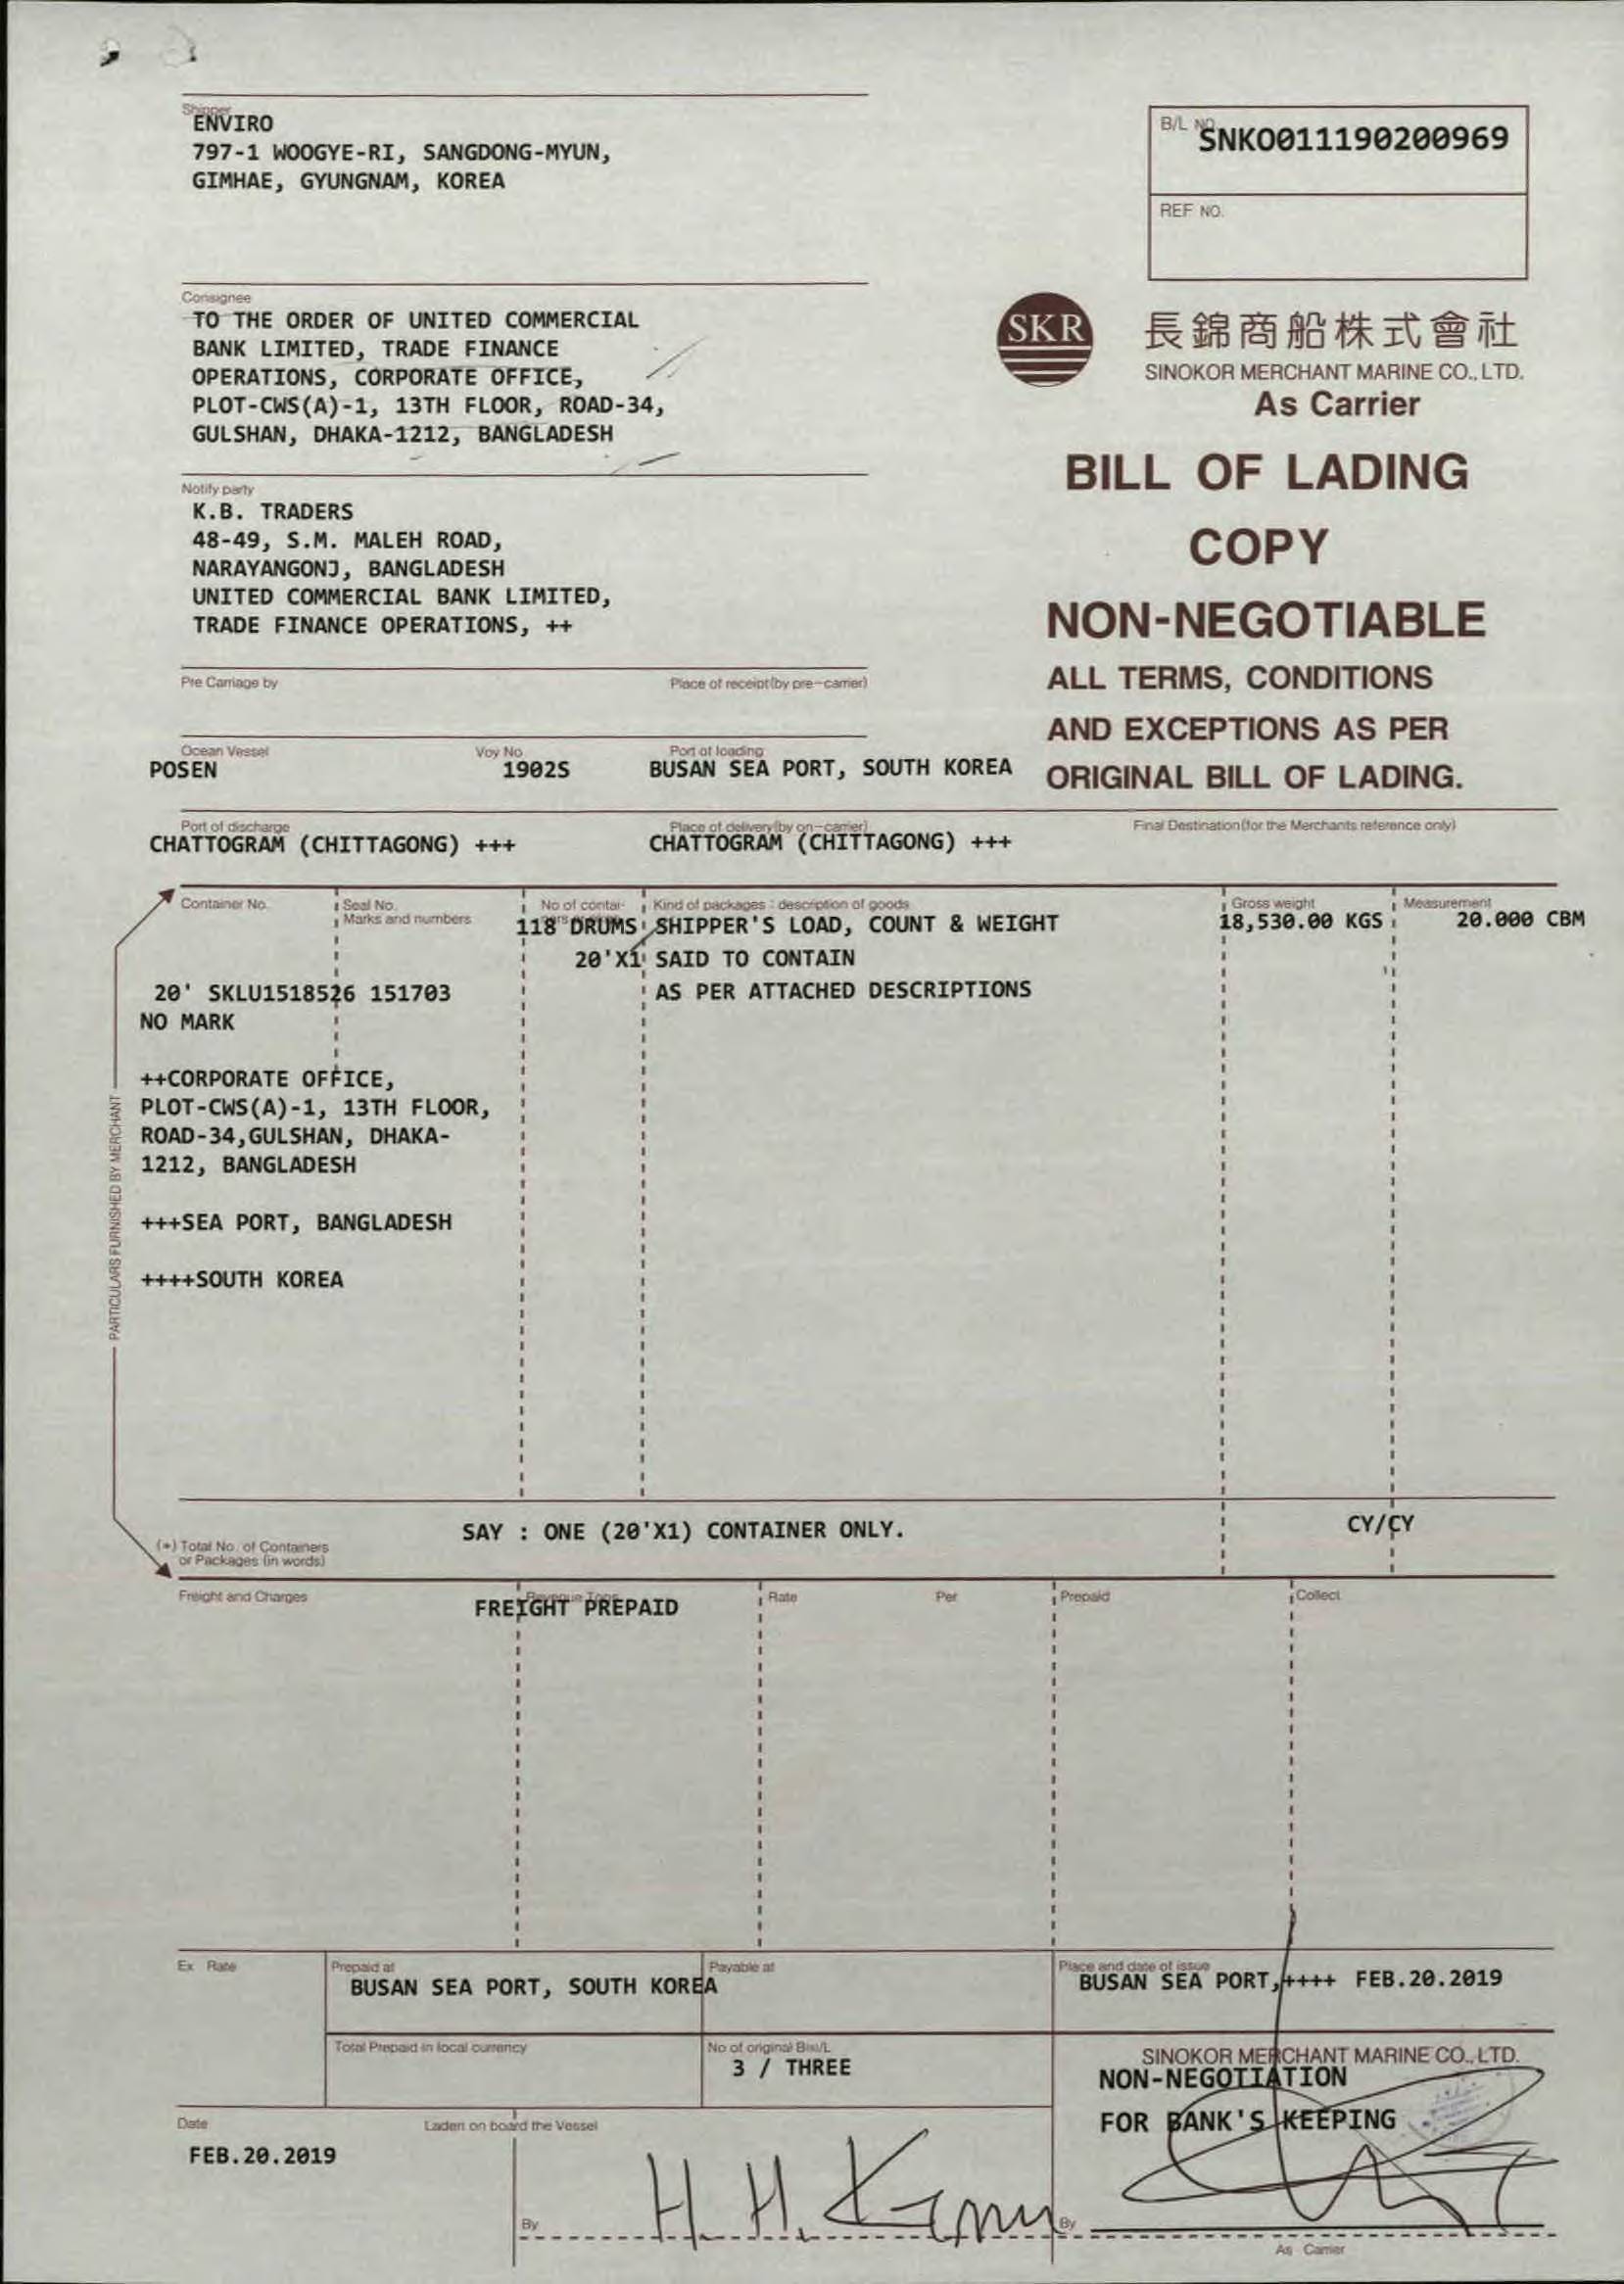 Shipper
ENVIRO
797-1 WOOGYE-RI, SANGDONG-MYUN,
GIMHAE, GYUNGNAM, KOREA
B/L NO.
SNKO011190200969
REF NO.
Consignee
TO THE ORDER OF UNITED COMMERCIAL
BANK LIMITED, TRADE FINANCE
OPERATIONS, CORPORATE OFFICE,
PLOT-CWS(A)-1, 13TH FLOOR, ROAD-34,
GULSHAN, DHAKA-1212, BANGLADESH
SKR
長錦商船株式會社
SINOKOR MERCHANT MARINE CO., LTD.
As Carrier
BILL OF LADING
COPY
NON-NEGOTIABLE
ALL TERMS, CONDITIONS
AND EXCEPTIONS AS PER
ORIGINAL BILL OF LADING.
Notify party
K.B. TRADERS
48-49, S.M. MALEH ROAD,
NARAYANGONJ, BANGLADESH
UNITED COMMERCIAL BANK LIMITED,
TRADE FINANCE OPERATIONS, ++
Pre Carriage by Place of receipt(by pre-carrier)
Ocean Vessel Voy No Port of loading
POSEN 1902S BUSAN SEA PORT, SOUTH KOREA
Port of discharge Place of delivery(by on-carrier) Final Destination(for the Merchants reference only)
CHATTOGRAM (CHITTAGONG) +++ CHATTOGRAM (CHITTAGONG) +++
Container No. Seal No. No of contai- Kind of packages : description of goods Gross weight Measurement
Marks and numbers
118 DRUMS SHIPPER'S LOAD, COUNT & WEIGHT 18,530.00 KGS 20.000 CBM
20'X1 SAID TO CONTAIN
20' SKLU1518526 151703 AS PER ATTACHED DESCRIPTIONS
NO MARK
++CORPORATE OFFICE,
PLOT-CWS(A)-1, 13TH FLOOR,
ROAD-34,GULSHAN, DHAKA-
1212, BANGLADESH
+++SEA PORT, BANGLADESH
++++SOUTH KOREA
PARTICULARS FURNISHED BY MERCHANT
SAY : ONE (20'X1) CONTAINER ONLY. CY/CY
(*) Total No. of Containers
or Packages (in words)
Freight and Charges Rate Per Prepaid Collect
FREIGHT PREPAID
Ex Rate Prepaid at Payable at Place and date of issue
BUSAN SEA PORT, SOUTH KOREA BUSAN SEA PORT,++++ FEB.20.2019
Total Prepaid in local currency No of original B(s)/L
3 / THREE
SINOKOR MERCHANT MARINE CO., LTD.
NON-NEGOTIATION
FOR BANK'S KEEPING
Date Laden on board the Vessel
FEB.20.2019
By H.H. By
As Carrier